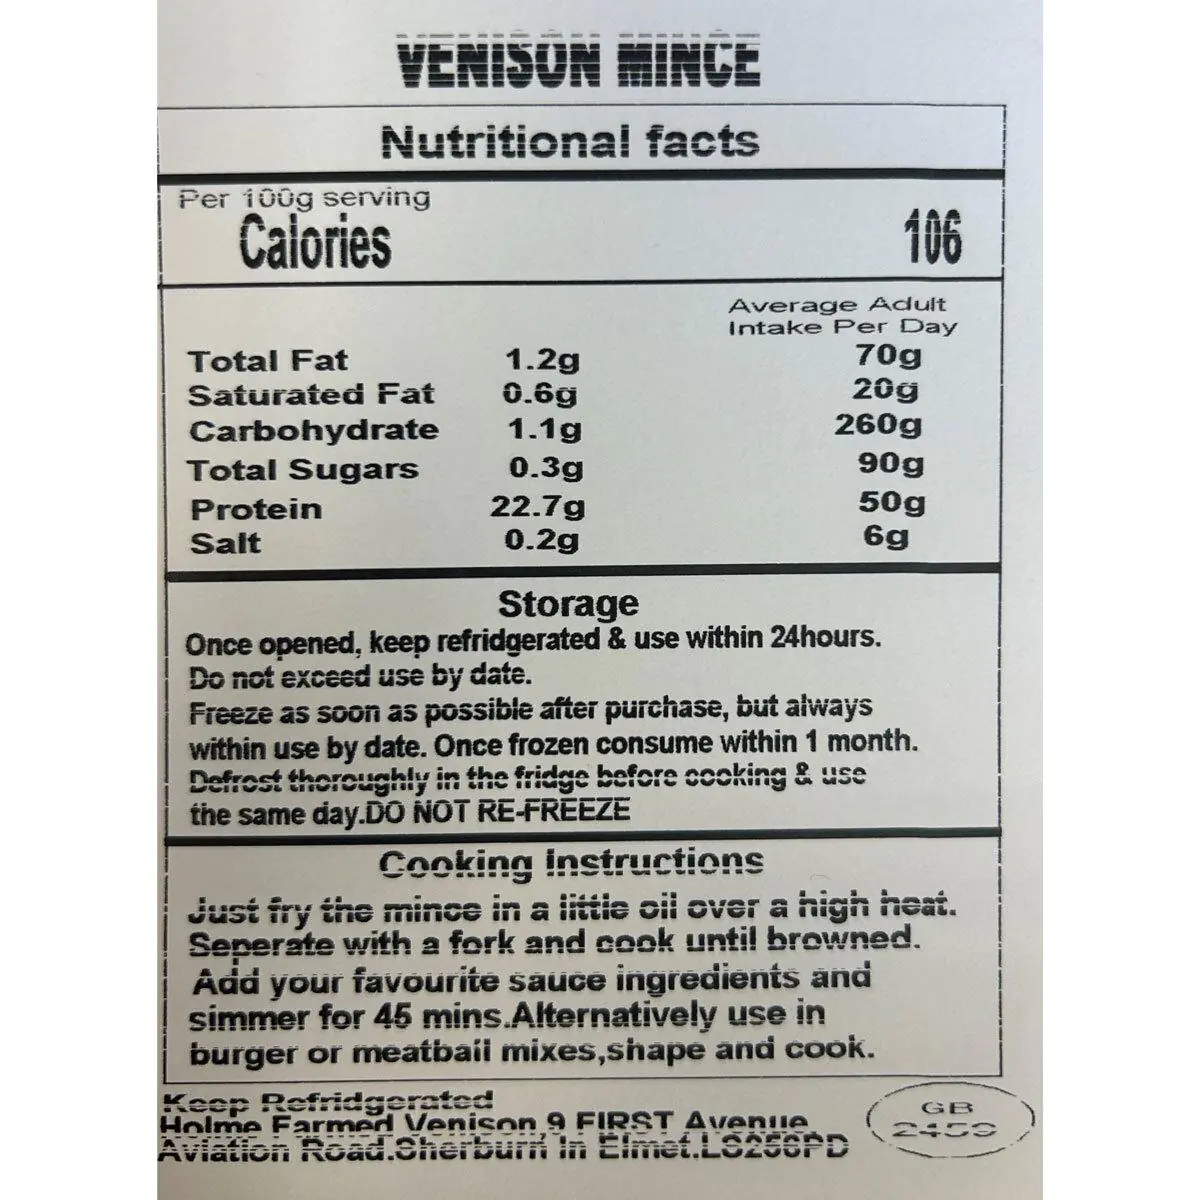 VENISON MINCE
Nutritional facts
Per 100g serving
Calories 106
Average Adult
Intake Per Day
Total Fat 1.2g 70g
Saturated Fat 0.6g 20g
Carbohydrate 1.1g 260g
Total Sugars 0.3g 90g
Protein 22.7g 50g
Salt 0.2g 6g
Storage
Once opened, keep refridgerated & use within 24hours.
Do not exceed use by date.
Freeze as soon as possible after purchase, but always
within use by date. Once frozen consume within 1 month.
Defrost thoroughly in the fridge before cooking & use
the same day.DO NOT RE-FREEZE
Cooking Instructions
Just fry the mince in a little oil over a high heat.
Seperate with a fork and cook until browned.
Add your favourite sauce ingredients and
simmer for 45 mins.Alternatively use in
burger or meatball mixes,shape and cook.
Keep Refridgerated
Holme Farmed Venison 9 FIRST Avenue
Aviation Road.Sherburn in Elmet.LS256PD
GB